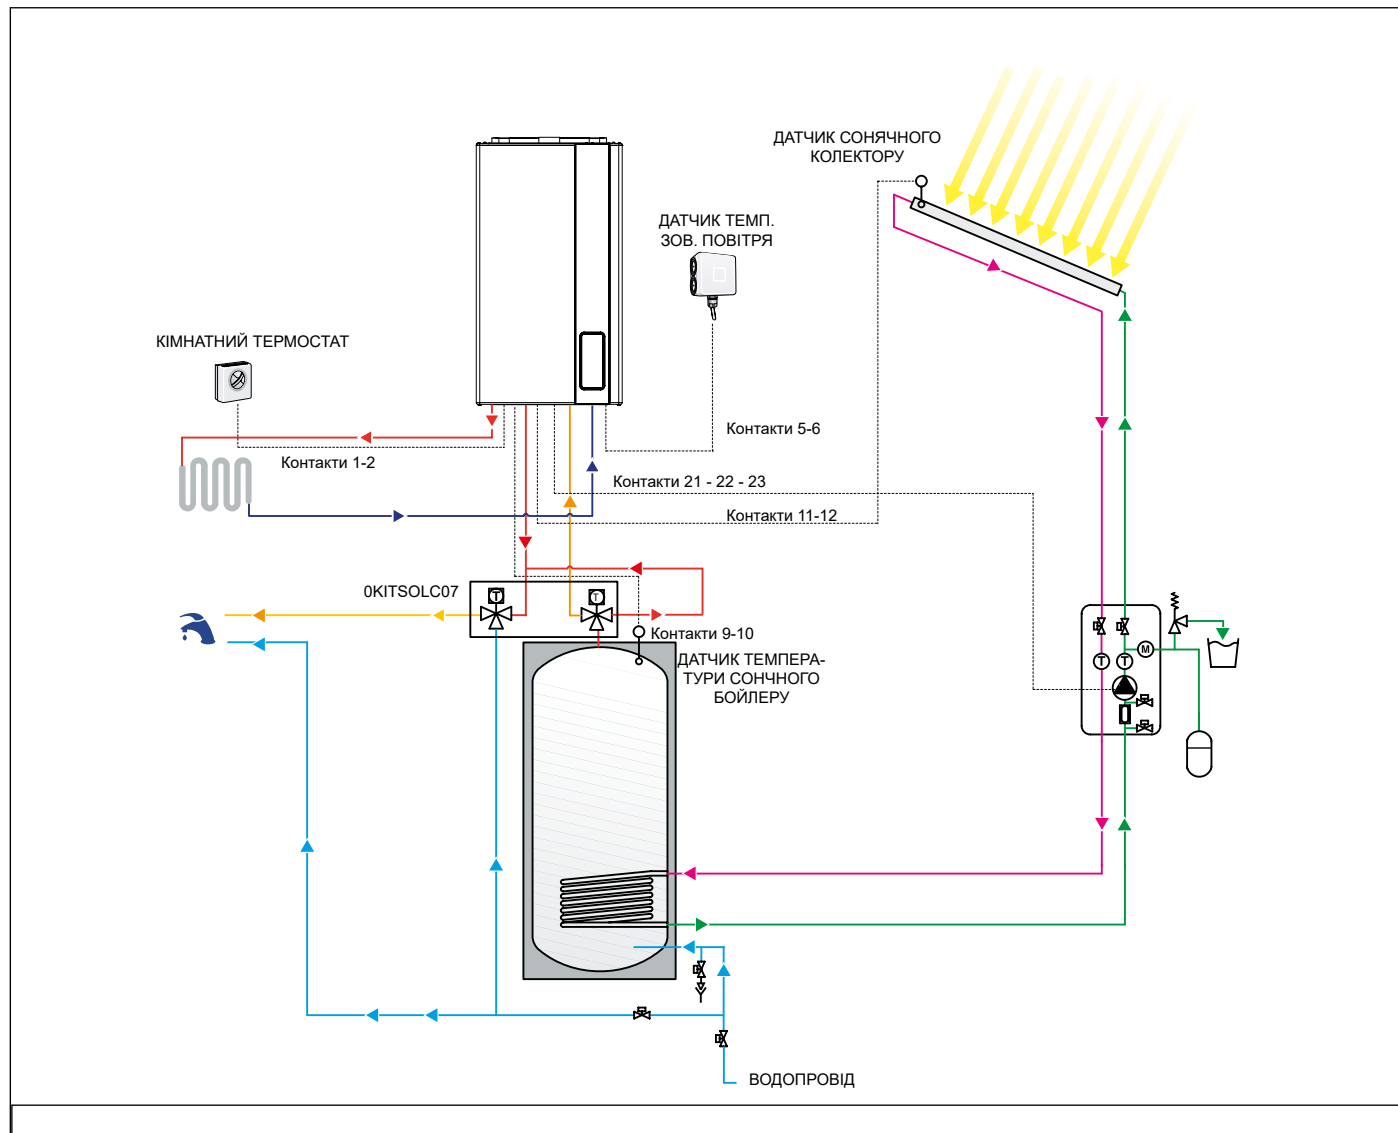 ДАТЧИК СОНЯЧНОГО
КОЛЕКТОРУ
ДАТЧИК ТЕМП.
ЗОВ. ПОВІТРЯ
КІМНАТНИЙ ТЕРМОСТАТ
Контакти 5-6
Контакти 1-2
Контакти 21 - 22 - 23
Контакти 11-12
0KITSOLC07
T
T
Контакти 9-10
ДАТЧИК ТЕМПЕРА-
ТУРИ СОНЧНОГО
БОЙЛЕРУ
M
T
T
ВОДОПРОВІД